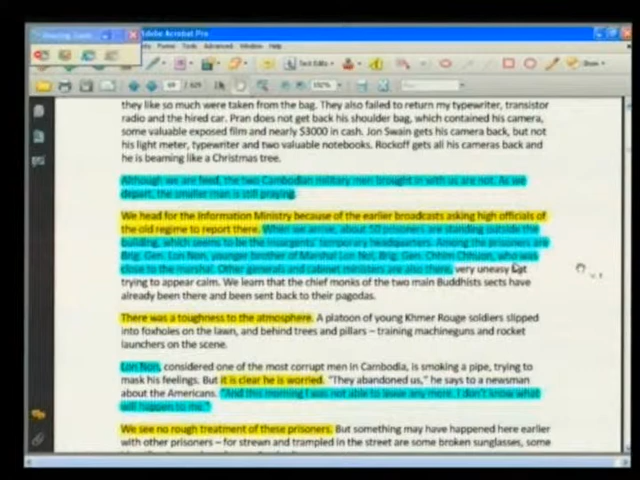 Adobe Acrobat Pro
Forms Tools Advanced Window Help
Text Edits
Show
they like so much were taken from the bag. They also failed to return my typewriter, transistor
radio and the hired car. Pran does not get back his shoulder bag, which contained his camera,
some valuable exposed film and nearly $3000 in cash. Jon Swain gets his camera back, but not
his light meter, typewriter and two valuable notebooks. Rockoff gets all his cameras back and
he is beaming like a Christmas tree.
Although we are freed, the two Cambodian military men brought in with us are not. As we
depart, the smaller man is still praying.
We head for the Information Ministry because of the earlier broadcasts asking high officials of
the old regime to report there. When we arrive, about 50 prisoners are standing outside the
building, which seems to be the insurgents' temporary headquarters. Among the prisoners are
Brig. Gen. Lon Non, younger brother of Marshal Lon Nol, Brig. Gen. Chhim Chhuon, who was
close to the marshal. Other generals and cabinet ministers are also there, very uneasy but
trying to appear calm. We learn that the chief monks of the two main Buddhists sects have
already been there and been sent back to their pagodas.
There was a toughness to the atmosphere. A platoon of young Khmer Rouge soldiers slipped
into foxholes on the lawn, and behind trees and pillars – training machineguns and rocket
launchers on the scene.
Lon Non, considered one of the most corrupt men in Cambodia, is smoking a pipe, trying to
mask his feelings. But it is clear he is worried. "They abandoned us," he says to a newsman
about the Americans. "And this morning I was not able to leave any more. I don't know what
will happen to me."
We see no rough treatment of these prisoners. But something may have happened here earlier
with other prisoners – for strewn and trampled in the street are some broken sunglasses, some